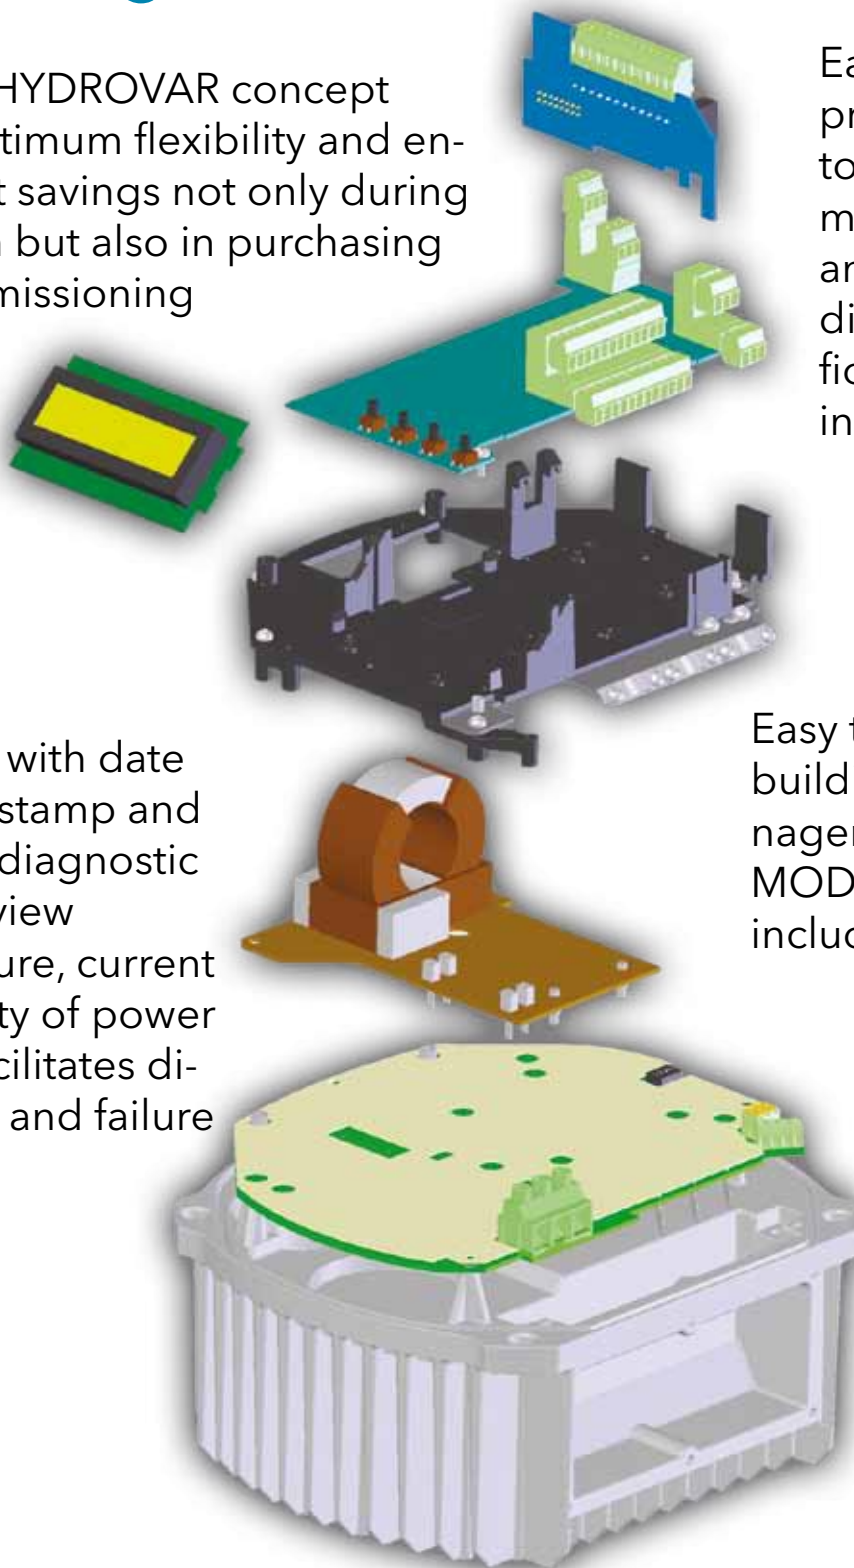 HYDROVAR concept
timum flexibility and en-
t savings not only during
but also in purchasing
missioning
with date
stamp and
diagnostic
view
ure, current
ty of power
cilitates di-
and failure
Ea
pr
to
m
ar
di
fic
in
Easy t
build
nager
MOD
includ